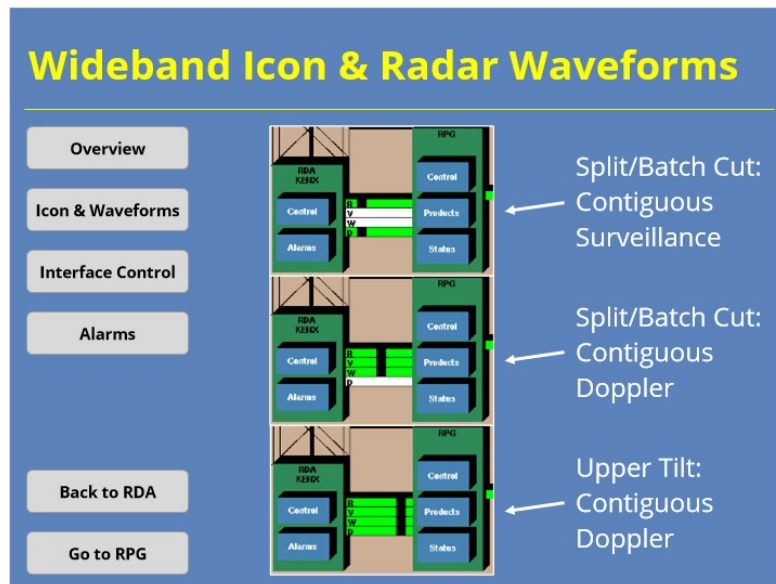 Wideband Icon & Radar Waveforms
Overview
Icon & Waveforms
Interface Control
Alarms
Back to RDA
Go to RPG
RDA
KENX
Control
Alarms
R
V
W
D
RPG
Control
Products
Status
Split/Batch Cut:
Contiguous
Surveillance
RDA
KENX
Control
Alarms
R
V
W
D
RPG
Control
Products
Status
Split/Batch Cut:
Contiguous
Doppler
RDA
KENX
Control
Alarms
R
V
W
D
RPG
Control
Products
Status
Upper Tilt:
Contiguous
Doppler